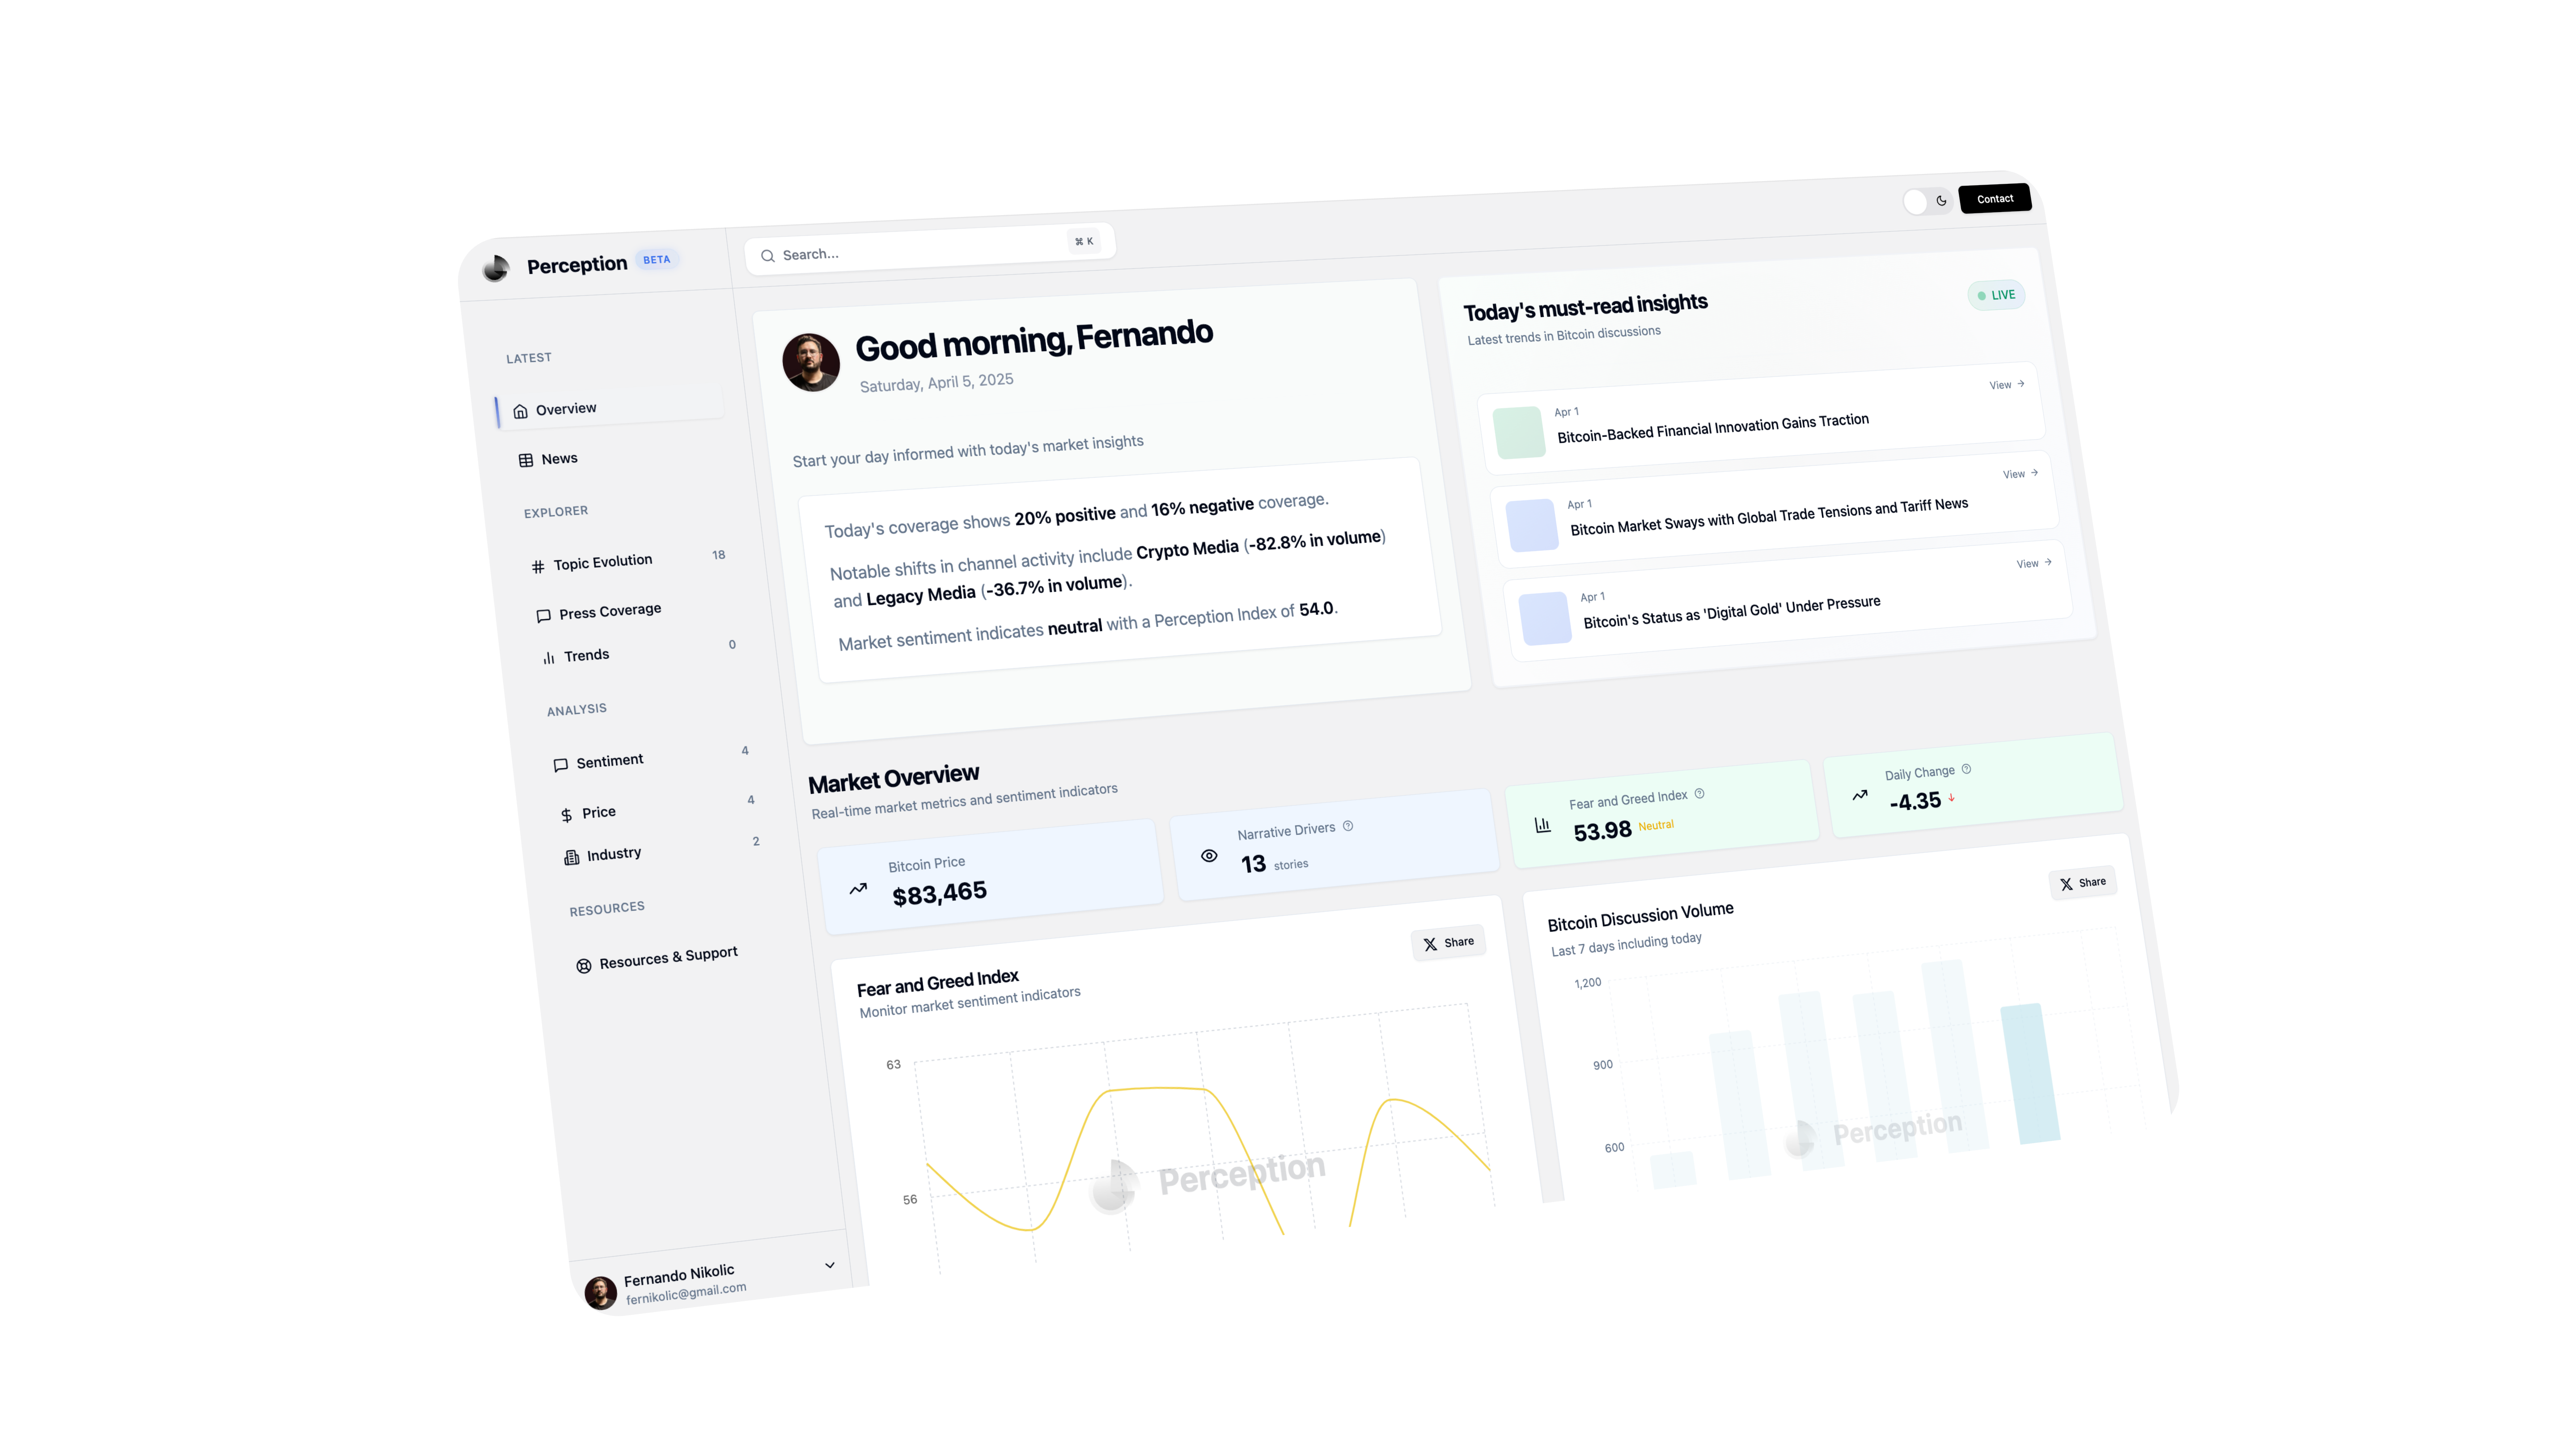 Perception BETA
Search...
⌘ K
Contact
LATEST
Overview
News
EXPLORER
Topic Evolution 18
Press Coverage
Trends 0
ANALYSIS
Sentiment 4
Price 4
Industry 2
RESOURCES
Resources & Support
Fernando Nikolic
fernikolic@gmail.com
Good morning, Fernando
Saturday, April 5, 2025
Start your day informed with today's market insights
Today's coverage shows 20% positive and 16% negative coverage.
Notable shifts in channel activity include Crypto Media (-82.8% in volume)
and Legacy Media (-36.7% in volume).
Market sentiment indicates neutral with a Perception Index of 54.0.
Today's must-read insights
LIVE
Latest trends in Bitcoin discussions
Apr 1
View →
Bitcoin-Backed Financial Innovation Gains Traction
Apr 1
View →
Bitcoin Market Sways with Global Trade Tensions and Tariff News
Apr 1
View →
Bitcoin's Status as 'Digital Gold' Under Pressure
Market Overview
Real-time market metrics and sentiment indicators
Bitcoin Price
$83,465
Narrative Drivers
13 stories
Fear and Greed Index
53.98 Neutral
Daily Change
-4.35 ↓
Fear and Greed Index
Monitor market sentiment indicators
Share
63
56
Perception
Bitcoin Discussion Volume
Last 7 days including today
Share
1,200
900
600
Perception